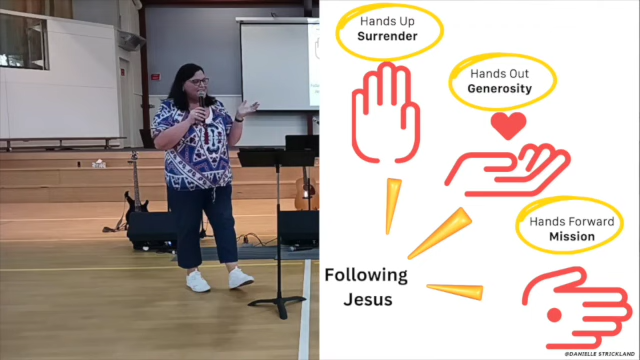 Hands Up
Surrender
Hands Out
Generosity
Hands Forward
Mission
Following
Jesus
@DANIELLE STRICKLAND